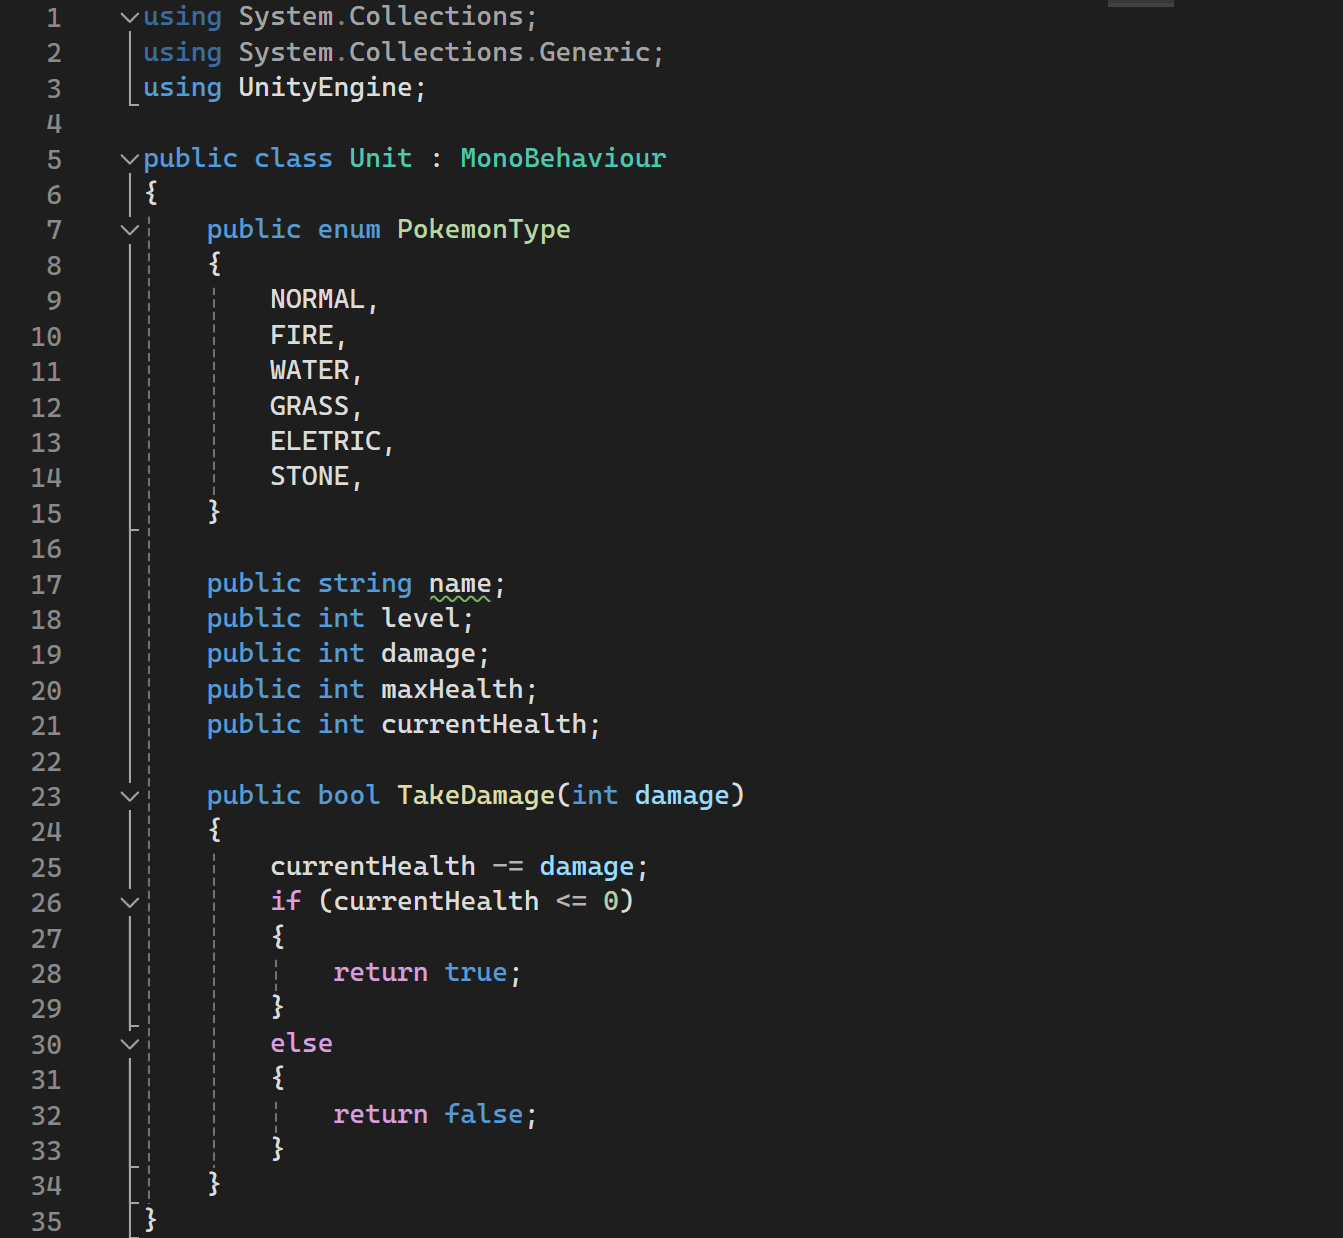 1 using System.Collections;
2 using System.Collections.Generic;
3 using UnityEngine;
4
5 public class Unit : MonoBehaviour
6 {
7     public enum PokemonType
8     {
9         NORMAL,
10         FIRE,
11         WATER,
12         GRASS,
13         ELETRIC,
14         STONE,
15     }
16
17     public string name;
18     public int level;
19     public int damage;
20     public int maxHealth;
21     public int currentHealth;
22
23     public bool TakeDamage(int damage)
24     {
25         currentHealth -= damage;
26         if (currentHealth <= 0)
27         {
28             return true;
29         }
30         else
31         {
32             return false;
33         }
34     }
35 }